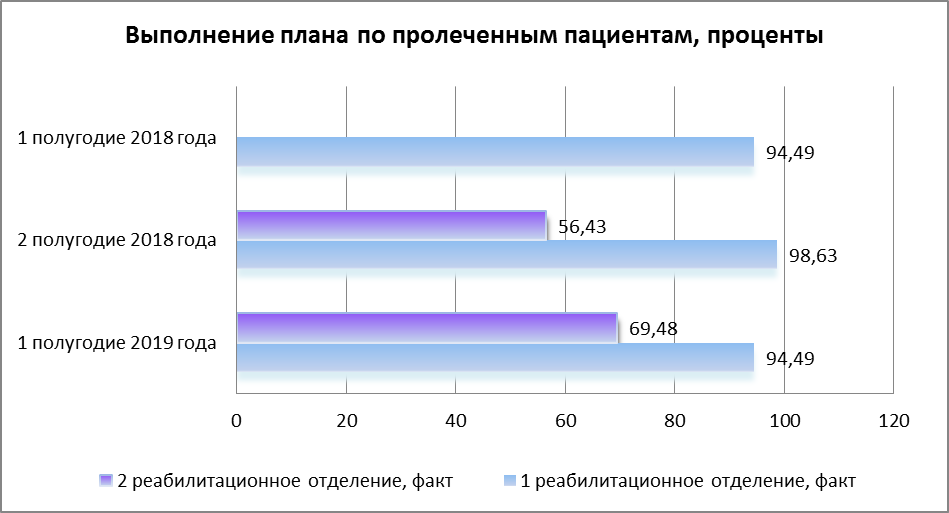 Выполнение плана по пролеченным пациентам, проценты
1 полугодие 2018 года
94,49
2 полугодие 2018 года
56,43
98,63
1 полугодие 2019 года
69,48
94,49
0 20 40 60 80 100 120
2 реабилитационное отделение, факт 1 реабилитационное отделение, факт